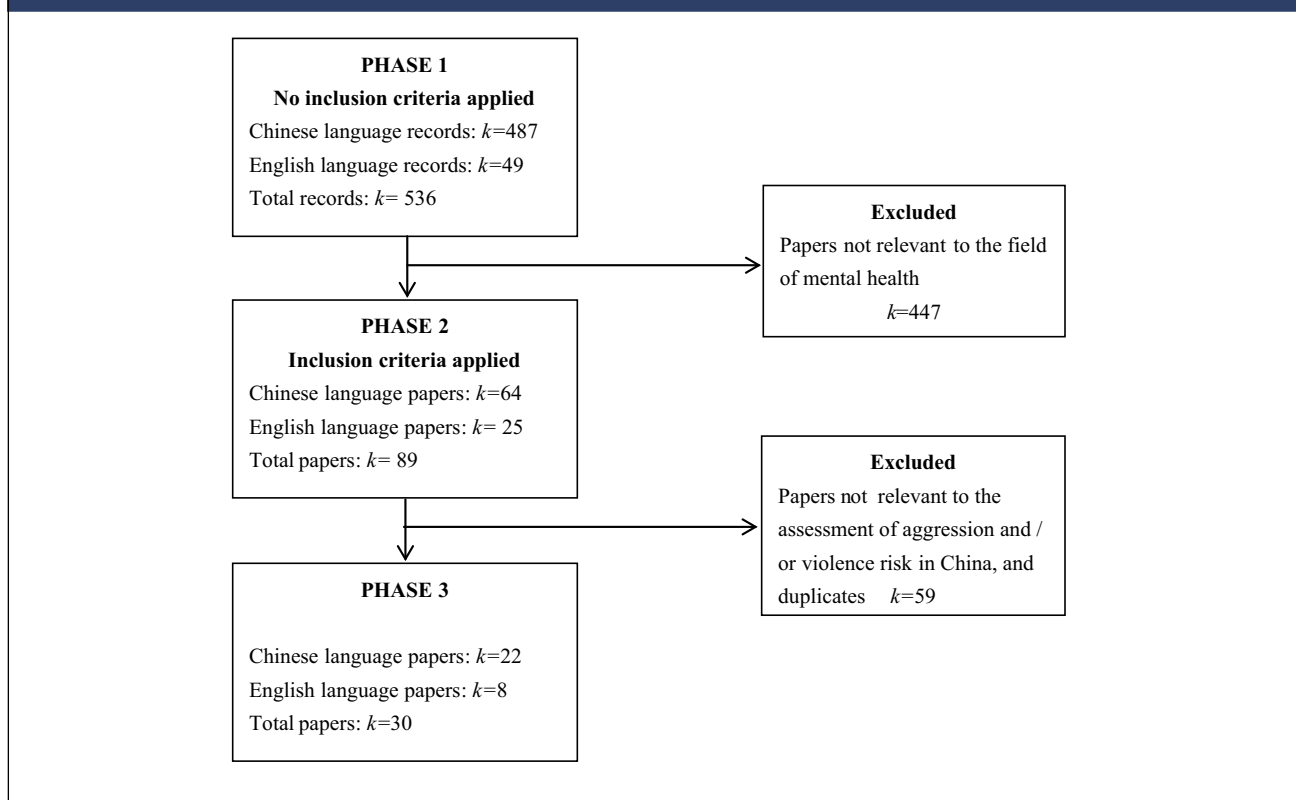 PHASE 1
No inclusion criteria applied
Chinese language records: k=487
English language records: k=49
Total records: k= 536
Excluded
Papers not relevant to the field
of mental health
k=447
PHASE 2
Inclusion criteria applied
Chinese language papers: k=64
English language papers: k= 25
Total papers: k= 89
Excluded
Papers not relevant to the
assessment of aggression and /
or violence risk in China, and
duplicates k=59
PHASE 3
Chinese language papers: k=22
English language papers: k=8
Total papers: k=30